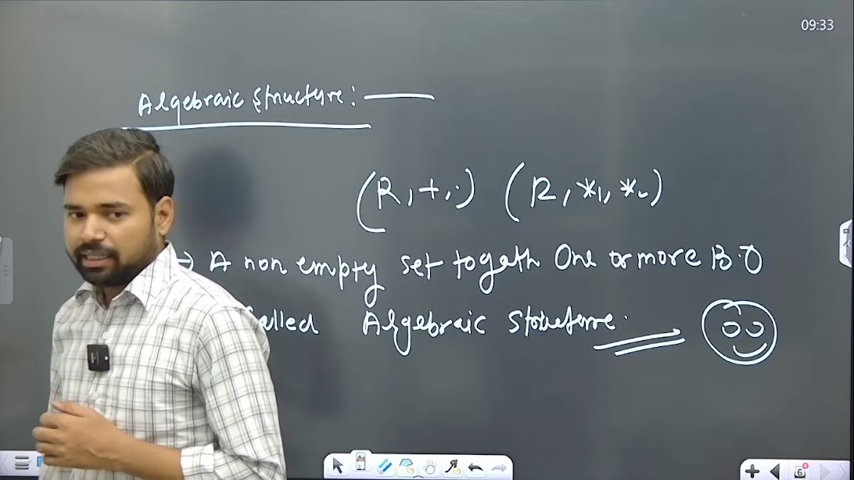 09:33
Algebraic Structure:
(R, +, ·) (R, *₁, *₂)
→ A non empty set togeth One or more B.O
called Algebraic Structure.